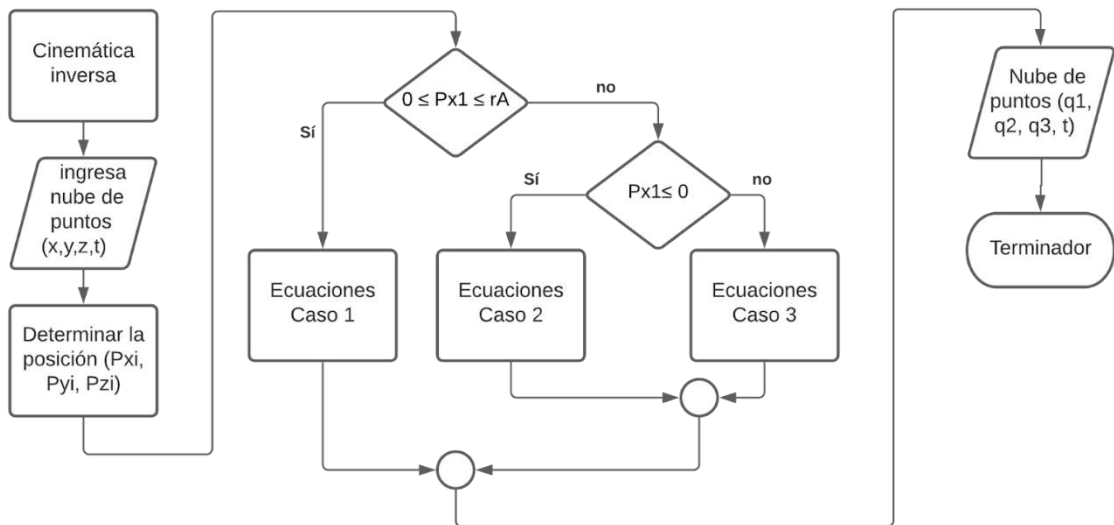 Cinemática
inversa
ingresa
nube de
puntos
(x,y,z,t)
Determinar la
posición (Pxi,
Pyi, Pzi)
0 ≤ Px1 ≤ rA
Sí
no
Px1≤ 0
Sí
no
Ecuaciones
Caso 1
Ecuaciones
Caso 2
Ecuaciones
Caso 3
Nube de
puntos (q1,
q2, q3, t)
Terminador